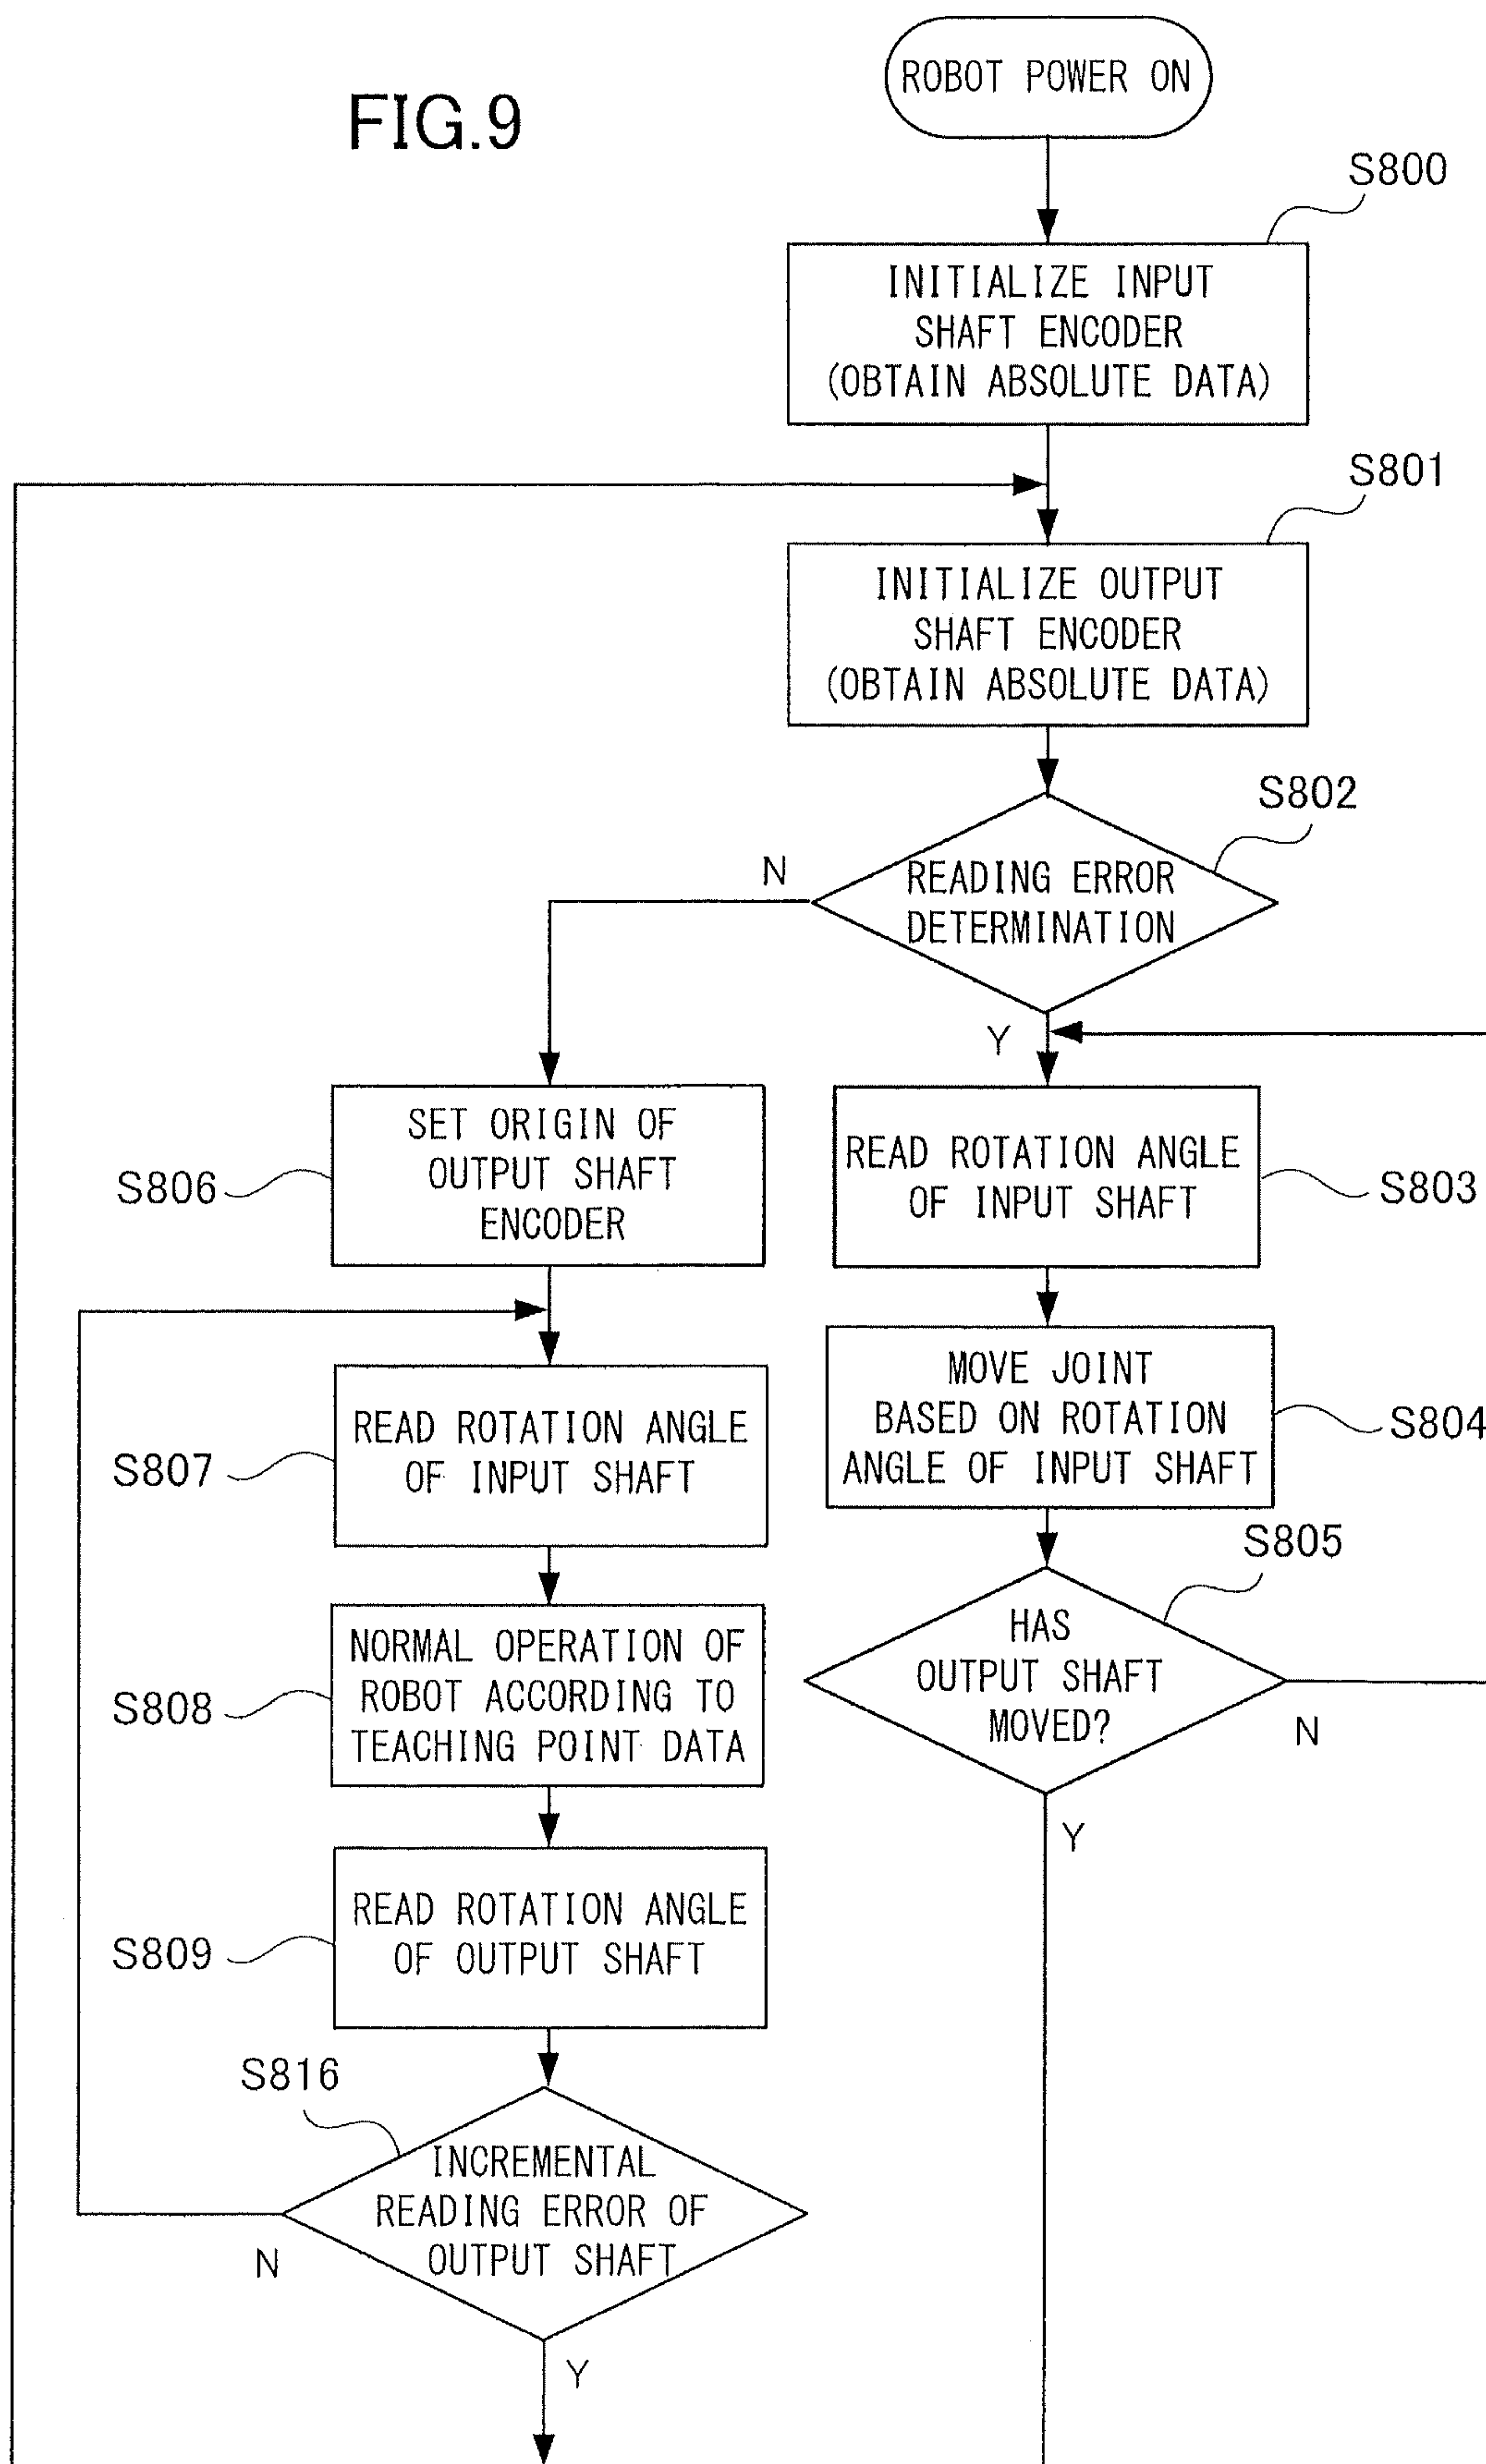 FIG.9
ROBOT POWER ON
S800
INITIALIZE INPUT
SHAFT ENCODER
(OBTAIN ABSOLUTE DATA)
S801
INITIALIZE OUTPUT
SHAFT ENCODER
(OBTAIN ABSOLUTE DATA)
S802
READING ERROR
DETERMINATION
N
Y
SET ORIGIN OF
OUTPUT SHAFT
ENCODER
S806
READ ROTATION ANGLE
OF INPUT SHAFT
S803
READ ROTATION ANGLE
OF INPUT SHAFT
S807
MOVE JOINT
BASED ON ROTATION
ANGLE OF INPUT SHAFT
S804
S805
HAS
OUTPUT SHAFT
MOVED?
N
Y
NORMAL OPERATION OF
ROBOT ACCORDING TO
TEACHING POINT DATA
S808
READ ROTATION ANGLE
OF OUTPUT SHAFT
S809
S816
INCREMENTAL
READING ERROR OF
OUTPUT SHAFT
N
Y